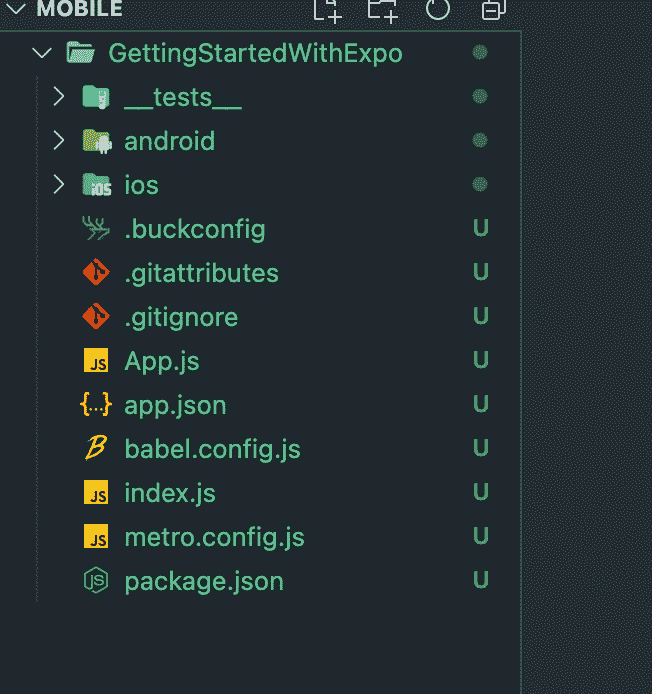 MOBILE
GettingStartedWithExpo
__tests__
android
ios
.buckconfig U
.gitattributes U
.gitignore U
JS App.js U
{...} app.json U
B babel.config.js U
JS index.js U
JS metro.config.js U
JS package.json U